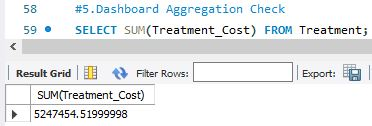 58 #5.Dashboard Aggregation Check
59 SELECT SUM(Treatment_Cost) FROM Treatment;
Result Grid Filter Rows: Export:
SUM(Treatment_Cost)
5247454.51999998